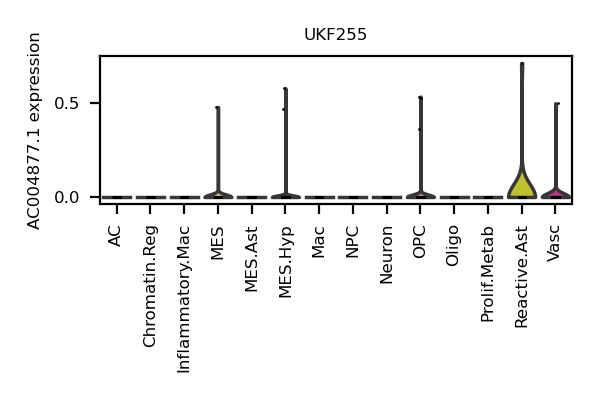 UKF255
AC004877.1 expression
0.5
0.0
AC
Chromatin.Reg
Inflammatory.Mac
MES
MES.Ast
MES.Hyp
Mac
NPC
Neuron
OPC
Oligo
Prolif.Metab
Reactive.Ast
Vasc